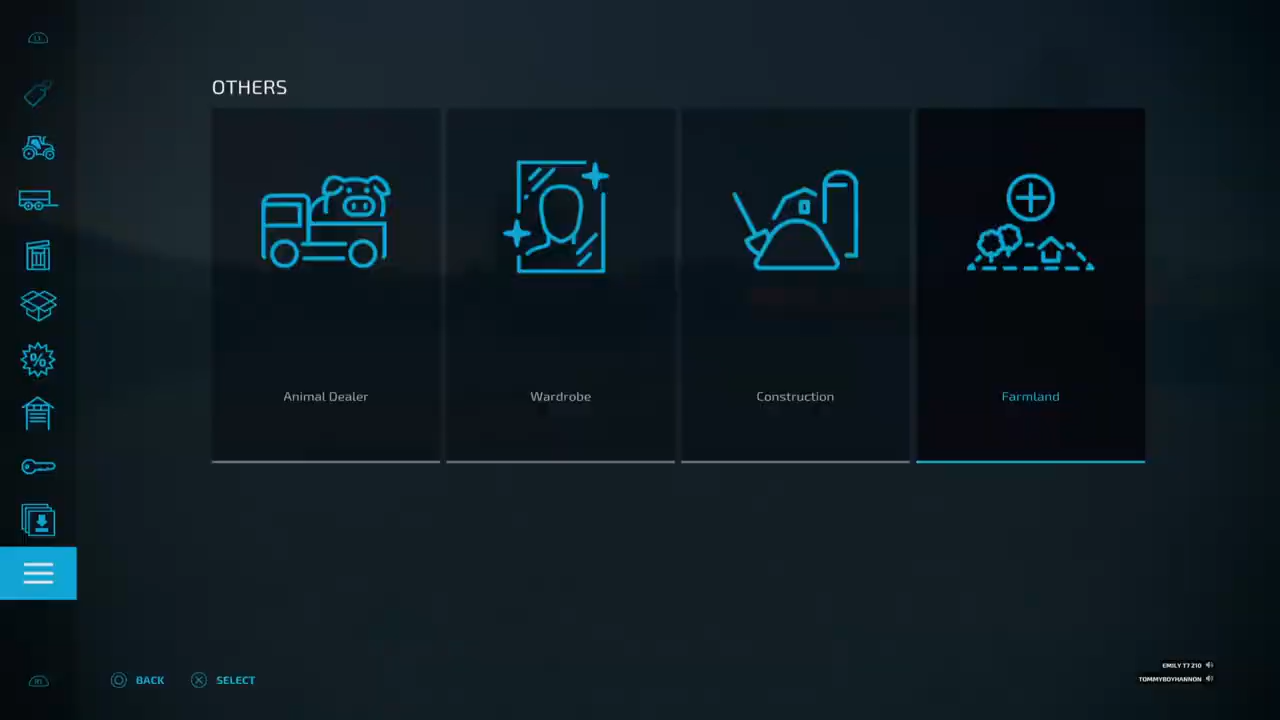 OTHERS
Animal Dealer
Wardrobe
Construction
Farmland
BACK
SELECT
EMILY T7 210
TOMMYBOYHANNON